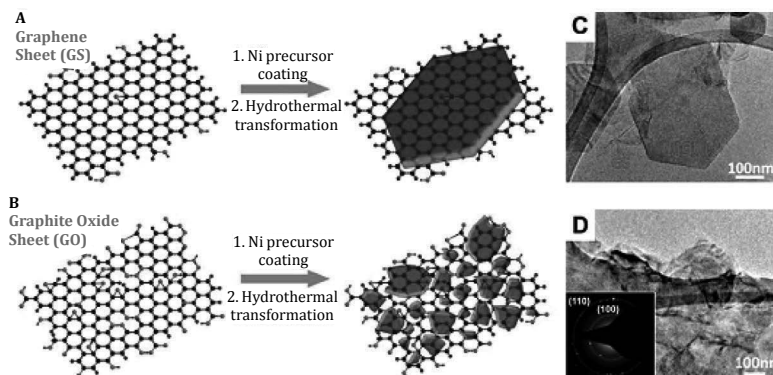 A
Graphene
Sheet (GS)
1. Ni precursor
coating
2. Hydrothermal
transformation
C
100nm
B
Graphite Oxide
Sheet (GO)
1. Ni precursor
coating
2. Hydrothermal
transformation
D
(110)
(100)
100nm